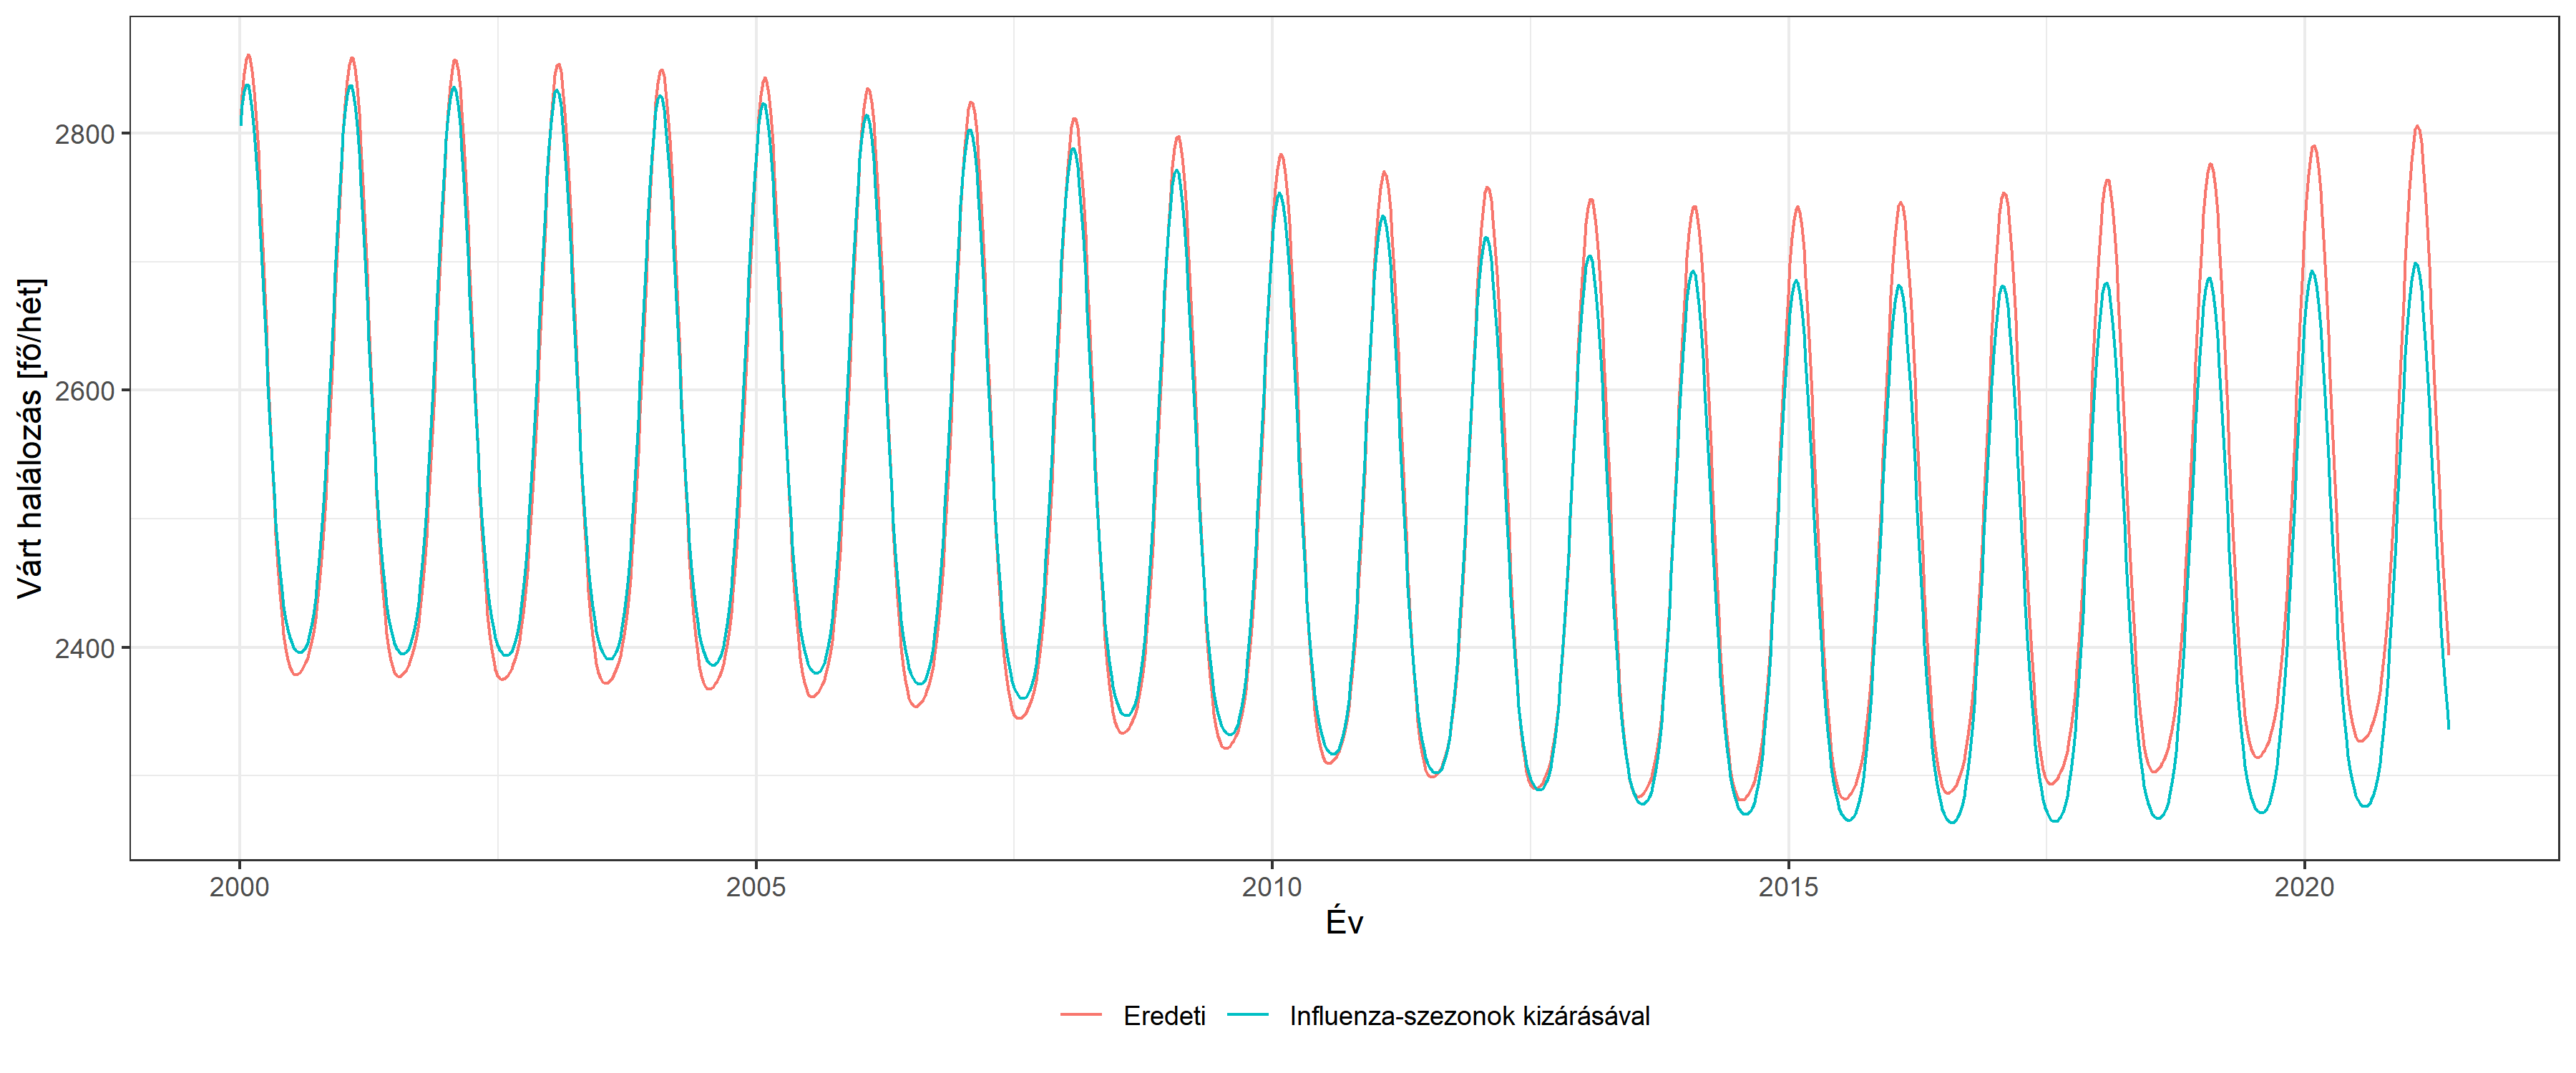 Várt halálozás [fő/hét]
2800
2600
2400
2000 2005 2010 2015 2020
Év
Eredeti Influenza-szezonok kizárásával